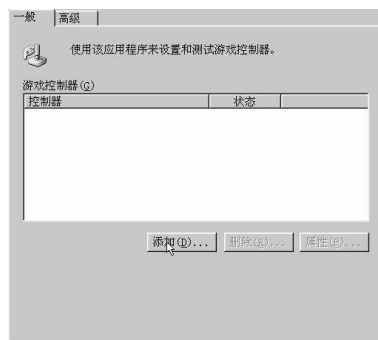 一般 高级
使用该应用程序来设置和测试游戏控制器。
游戏控制器(G)
控制器 状态
添加(D)... 删除(R)... 属性(P)...